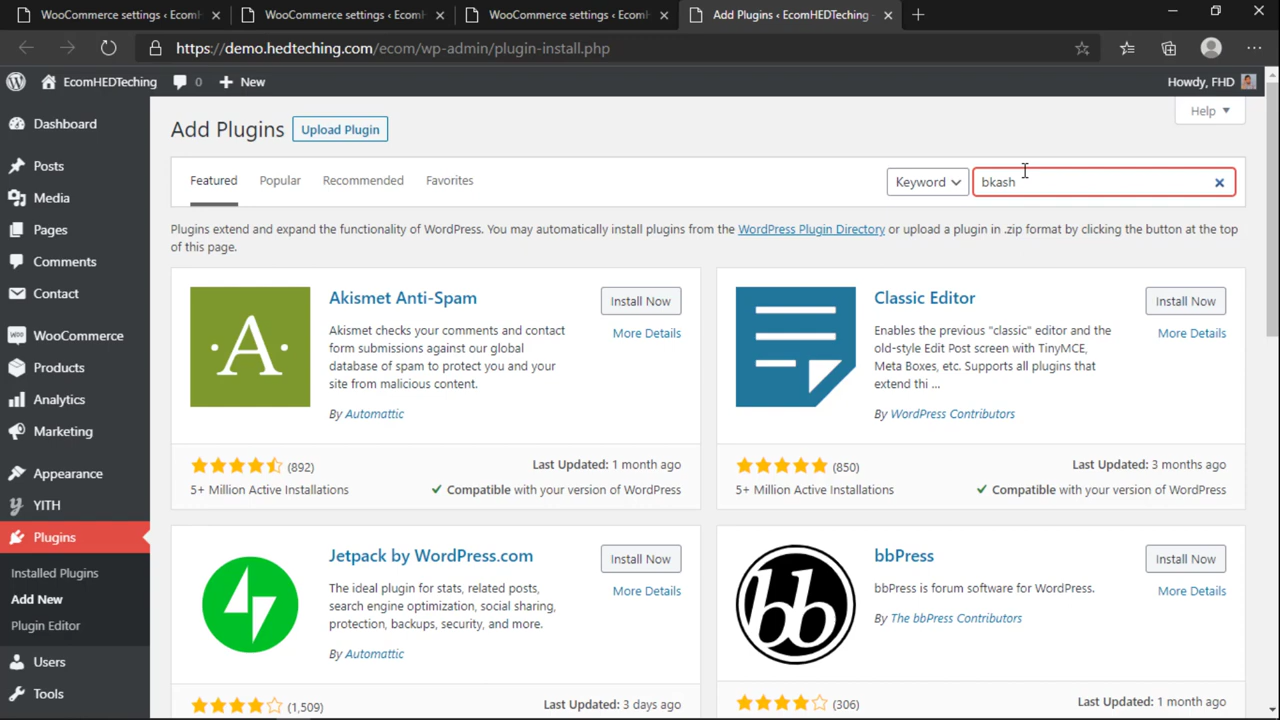 WooCommerce settings ‹ EcomH
WooCommerce settings ‹ EcomH
WooCommerce settings ‹ EcomH
Add Plugins ‹ EcomHEDTeching -
https://demo.hedteching.com/ecom/wp-admin/plugin-install.php
EcomHEDTeching
0
New
Howdy, FHD
Dashboard
Posts
Media
Pages
Comments
Contact
WooCommerce
Products
Analytics
Marketing
Appearance
YITH
Plugins
Installed Plugins
Add New
Plugin Editor
Users
Tools
Help
Add Plugins
Upload Plugin
Featured
Popular
Recommended
Favorites
Keyword
bkash
Plugins extend and expand the functionality of WordPress. You may automatically install plugins from the WordPress Plugin Directory or upload a plugin in .zip format by clicking the button at the top
of this page.
Akismet Anti-Spam
Install Now
More Details
Akismet checks your comments and contact
form submissions against our global
database of spam to protect you and your
site from malicious content.
By Automattic
(892)
Last Updated: 1 month ago
5+ Million Active Installations
Compatible with your version of WordPress
Classic Editor
Install Now
More Details
Enables the previous "classic" editor and the
old-style Edit Post screen with TinyMCE,
Meta Boxes, etc. Supports all plugins that
extend thi ...
By WordPress Contributors
(850)
Last Updated: 3 months ago
5+ Million Active Installations
Compatible with your version of WordPress
Jetpack by WordPress.com
Install Now
More Details
The ideal plugin for stats, related posts,
search engine optimization, social sharing,
protection, backups, security, and more.
By Automattic
(1,509)
Last Updated: 3 days ago
bbPress
Install Now
More Details
bbPress is forum software for WordPress.
By The bbPress Contributors
(306)
Last Updated: 1 month ago